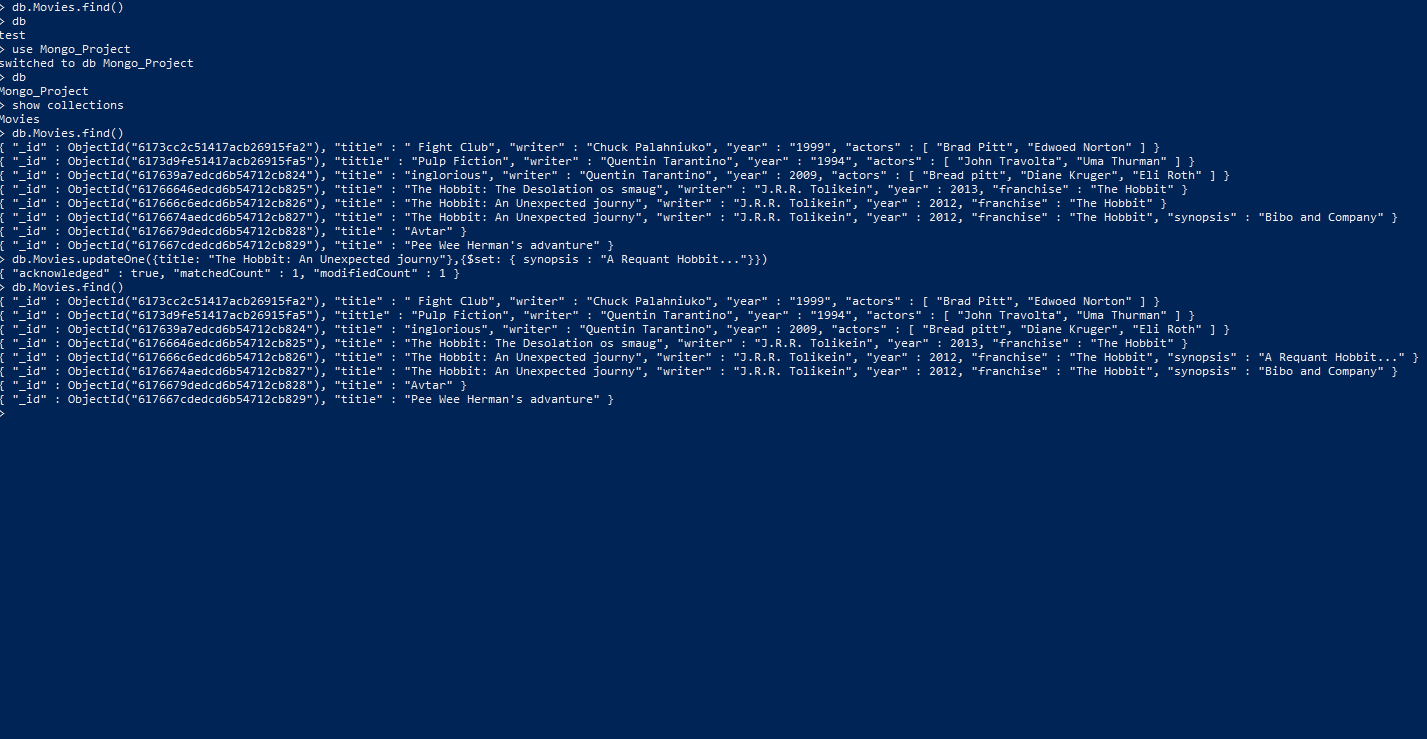 > db.Movies.find()
> db
test
> use Mongo_Project
switched to db Mongo_Project
> db
Mongo_Project
> show collections
Movies
> db.Movies.find()
{ "_id" : ObjectId("6173cc2c51417acb26915fa2"), "title" : " Fight Club", "writer" : "Chuck Palahniuko", "year" : "1999", "actors" : [ "Brad Pitt", "Edwoed Norton" ] }
{ "_id" : ObjectId("6173d9fe51417acb26915fa5"), "tittle" : "Pulp Fiction", "writer" : "Quentin Tarantino", "year" : "1994", "actors" : [ "John Travolta", "Uma Thurman" ] }
{ "_id" : ObjectId("617639a7edcd6b54712cb824"), "title" : "inglorious", "writer" : "Quentin Tarantino", "year" : 2009, "actors" : [ "Bread pitt", "Diane Kruger", "Eli Roth" ] }
{ "_id" : ObjectId("61766646edcd6b54712cb825"), "title" : "The Hobbit: The Desolation os smaug", "writer" : "J.R.R. Tolikein", "year" : 2013, "franchise" : "The Hobbit" }
{ "_id" : ObjectId("617666c6edcd6b54712cb826"), "title" : "The Hobbit: An Unexpected journy", "writer" : "J.R.R. Tolikein", "year" : 2012, "franchise" : "The Hobbit" }
{ "_id" : ObjectId("6176674aedcd6b54712cb827"), "title" : "The Hobbit: An Unexpected journy", "writer" : "J.R.R. Tolikein", "year" : 2012, "franchise" : "The Hobbit", "synopsis" : "Bibo and Company" }
{ "_id" : ObjectId("6176679dedcd6b54712cb828"), "title" : "Avtar" }
{ "_id" : ObjectId("617667cdedcd6b54712cb829"), "title" : "Pee Wee Herman's advanture" }
> db.Movies.updateOne({title: "The Hobbit: An Unexpected journy"},{$set: { synopsis : "A Requant Hobbit..."}})
{ "acknowledged" : true, "matchedCount" : 1, "modifiedCount" : 1 }
> db.Movies.find()
{ "_id" : ObjectId("6173cc2c51417acb26915fa2"), "title" : " Fight Club", "writer" : "Chuck Palahniuko", "year" : "1999", "actors" : [ "Brad Pitt", "Edwoed Norton" ] }
{ "_id" : ObjectId("6173d9fe51417acb26915fa5"), "tittle" : "Pulp Fiction", "writer" : "Quentin Tarantino", "year" : "1994", "actors" : [ "John Travolta", "Uma Thurman" ] }
{ "_id" : ObjectId("617639a7edcd6b54712cb824"), "title" : "inglorious", "writer" : "Quentin Tarantino", "year" : 2009, "actors" : [ "Bread pitt", "Diane Kruger", "Eli Roth" ] }
{ "_id" : ObjectId("61766646edcd6b54712cb825"), "title" : "The Hobbit: The Desolation os smaug", "writer" : "J.R.R. Tolikein", "year" : 2013, "franchise" : "The Hobbit" }
{ "_id" : ObjectId("617666c6edcd6b54712cb826"), "title" : "The Hobbit: An Unexpected journy", "writer" : "J.R.R. Tolikein", "year" : 2012, "franchise" : "The Hobbit", "synopsis" : "A Requant Hobbit..." }
{ "_id" : ObjectId("6176674aedcd6b54712cb827"), "title" : "The Hobbit: An Unexpected journy", "writer" : "J.R.R. Tolikein", "year" : 2012, "franchise" : "The Hobbit", "synopsis" : "Bibo and Company" }
{ "_id" : ObjectId("6176679dedcd6b54712cb828"), "title" : "Avtar" }
{ "_id" : ObjectId("617667cdedcd6b54712cb829"), "title" : "Pee Wee Herman's advanture" }
>